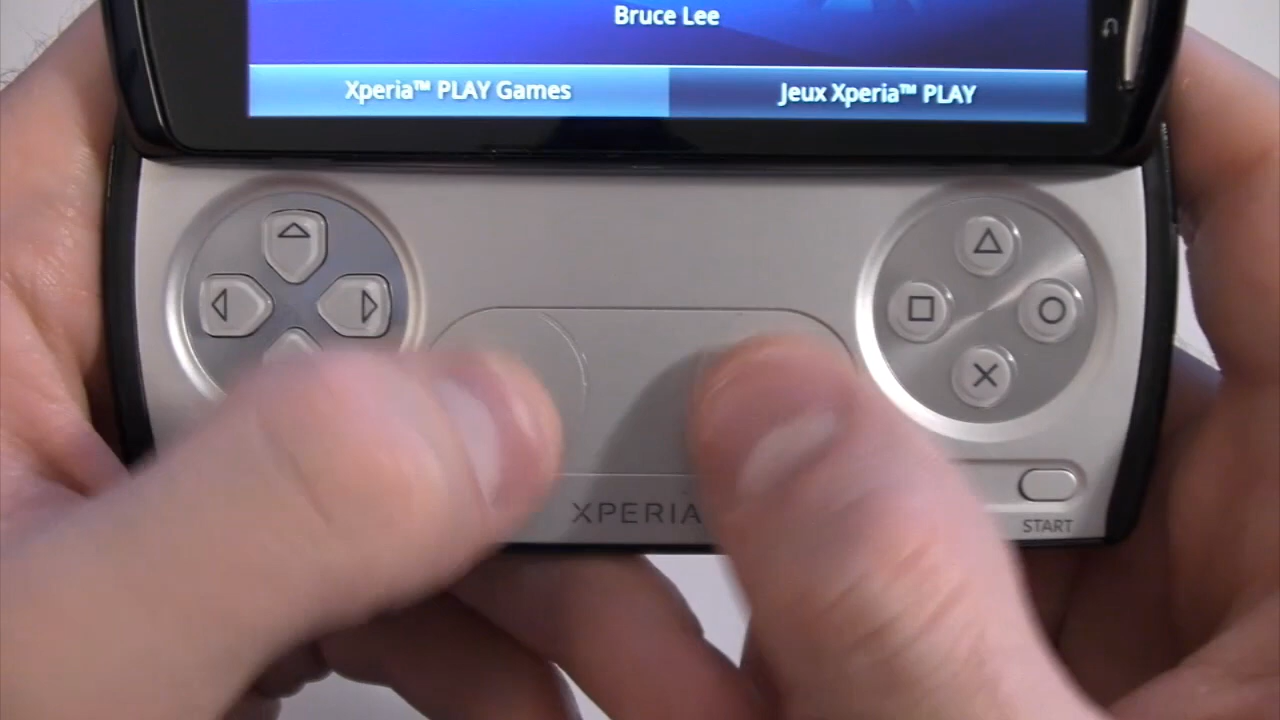 Bruce Lee
Xperia™ PLAY Games
Jeux Xperia™ PLAY
XPERIA
START